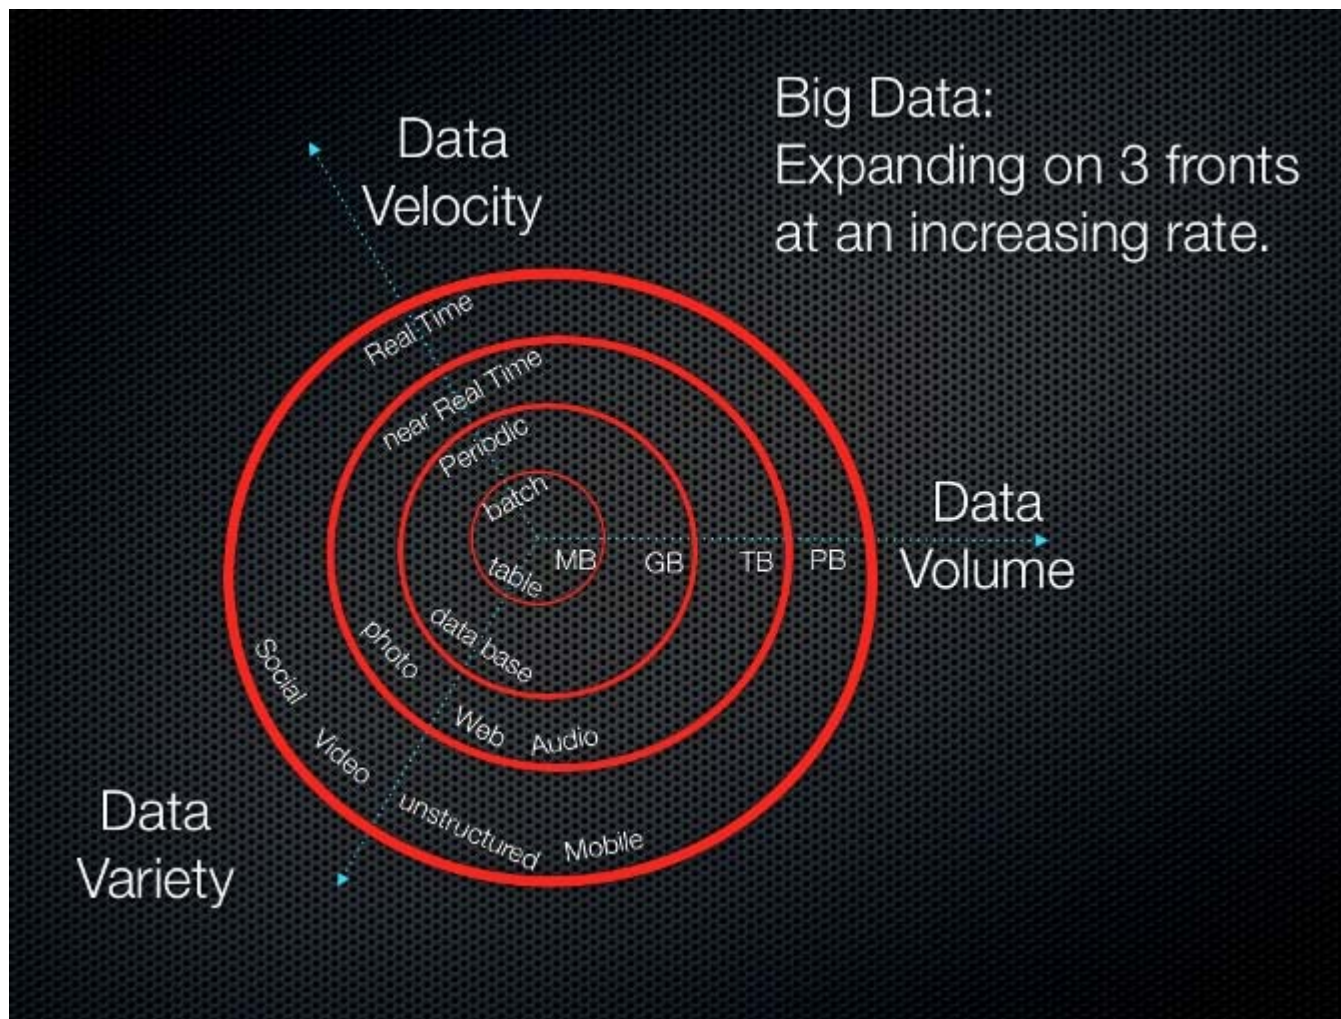 Big Data:
Expanding on 3 fronts
at an increasing rate.
Data
Velocity
Real Time
near Real Time
Periodic
batch
Data
Volume
MB GB TB PB
table
data base
photo Web Audio
Social Video unstructured Mobile
Data
Variety